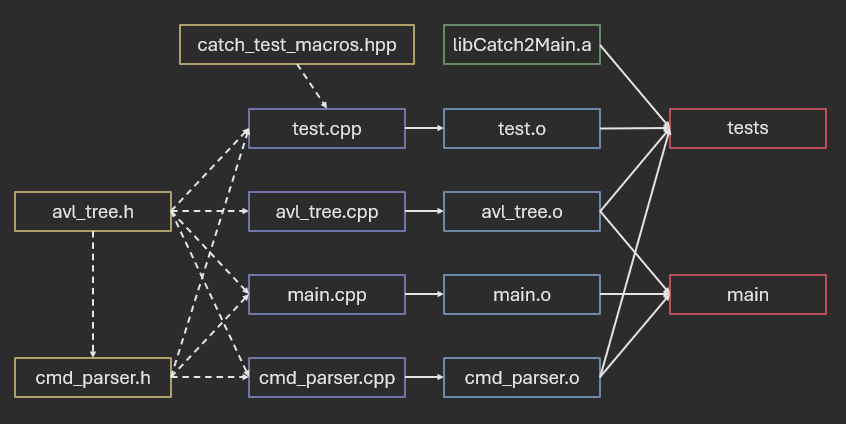 catch_test_macros.hpp
libCatch2Main.a
test.cpp
test.o
tests
avl_tree.h
avl_tree.cpp
avl_tree.o
main.cpp
main.o
main
cmd_parser.h
cmd_parser.cpp
cmd_parser.o